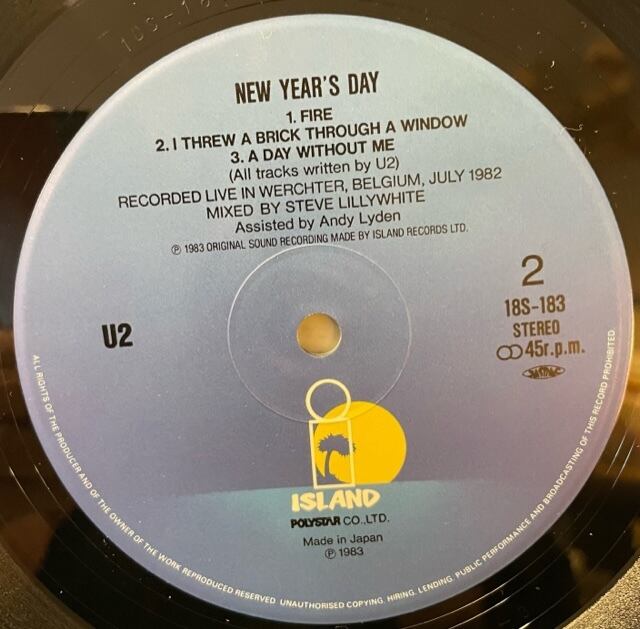 NEW YEAR'S DAY
1. FIRE
2. I THREW A BRICK THROUGH A WINDOW
3. A DAY WITHOUT ME
(All tracks written by U2)
RECORDED LIVE IN WERCHTER, BELGIUM, JULY 1982
MIXED BY STEVE LILLYWHITE
Assisted by Andy Lyden
℗ 1983 ORIGINAL SOUND RECORDING MADE BY ISLAND RECORDS LTD.
U2
2
18S-183
STEREO
45r.p.m.
ISLAND
POLYSTAR CO.,LTD.
Made in Japan
℗ 1983
ALL RIGHTS OF THE PRODUCER AND OF THE OWNER OF THE WORK REPRODUCED RESERVED UNAUTHORISED COPYING, HIRING, LENDING, PUBLIC PERFORMANCE AND BROADCASTING OF THIS RECORD PROHIBITED